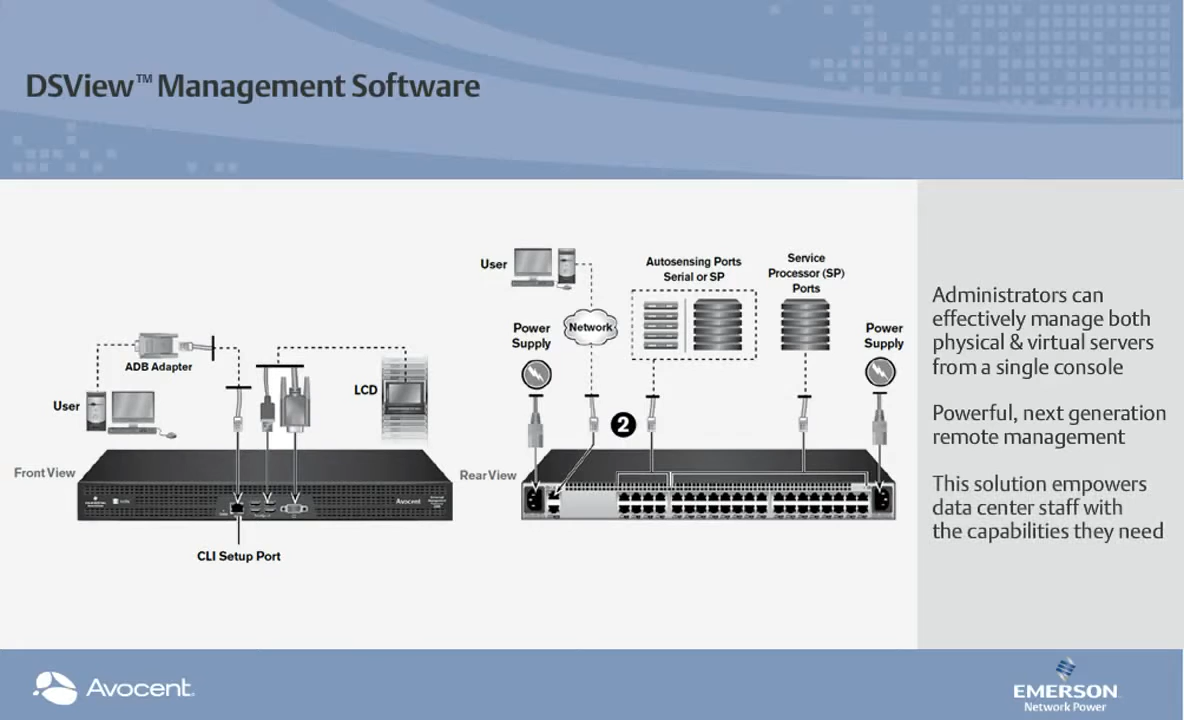 DSView™ Management Software
User
ADB Adapter
LCD
Front View
Avocent
CLI Setup Port
User
Network
Autosensing Ports
Serial or SP
Service
Processor (SP)
Ports
Power
Supply
Power
Supply
2
Rear View
Administrators can
effectively manage both
physical & virtual servers
from a single console
Powerful, next generation
remote management
This solution empowers
data center staff with
the capabilities they need
Avocent.
EMERSON
Network Power